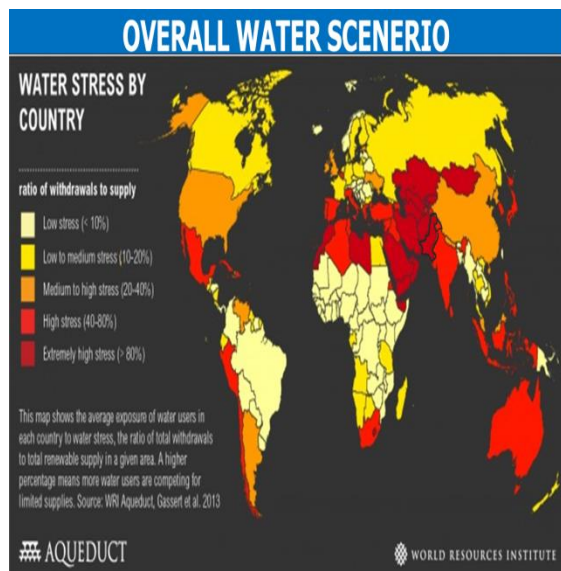 OVERALL WATER SCENERIO
WATER STRESS BY
COUNTRY
ratio of withdrawals to supply
Low stress (< 10%)
Low to medium stress (10-20%)
Medium to high stress (20-40%)
High stress (40-80%)
Extremely high stress (> 80%)
This map shows the average exposure of water users in
each country to water stress, the ratio of total withdrawals
to total renewable supply in a given area. A higher
percentage means more water users are competing for
limited supplies. Source: WRI Aqueduct, Gassert et al. 2013
AQUEDUCT
WORLD RESOURCES INSTITUTE